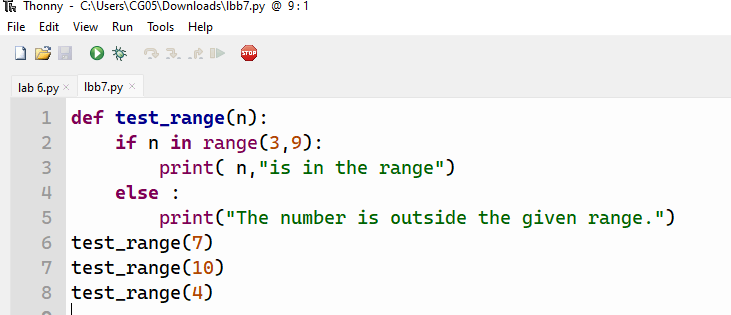 Thonny - C:\Users\CG05\Downloads\lbb7.py @ 9:1
File Edit View Run Tools Help
STOP
lab 6.py × lbb7.py ×
1 def test_range(n):
2     if n in range(3,9):
3         print( n,"is in the range")
4     else :
5         print("The number is outside the given range.")
6 test_range(7)
7 test_range(10)
8 test_range(4)